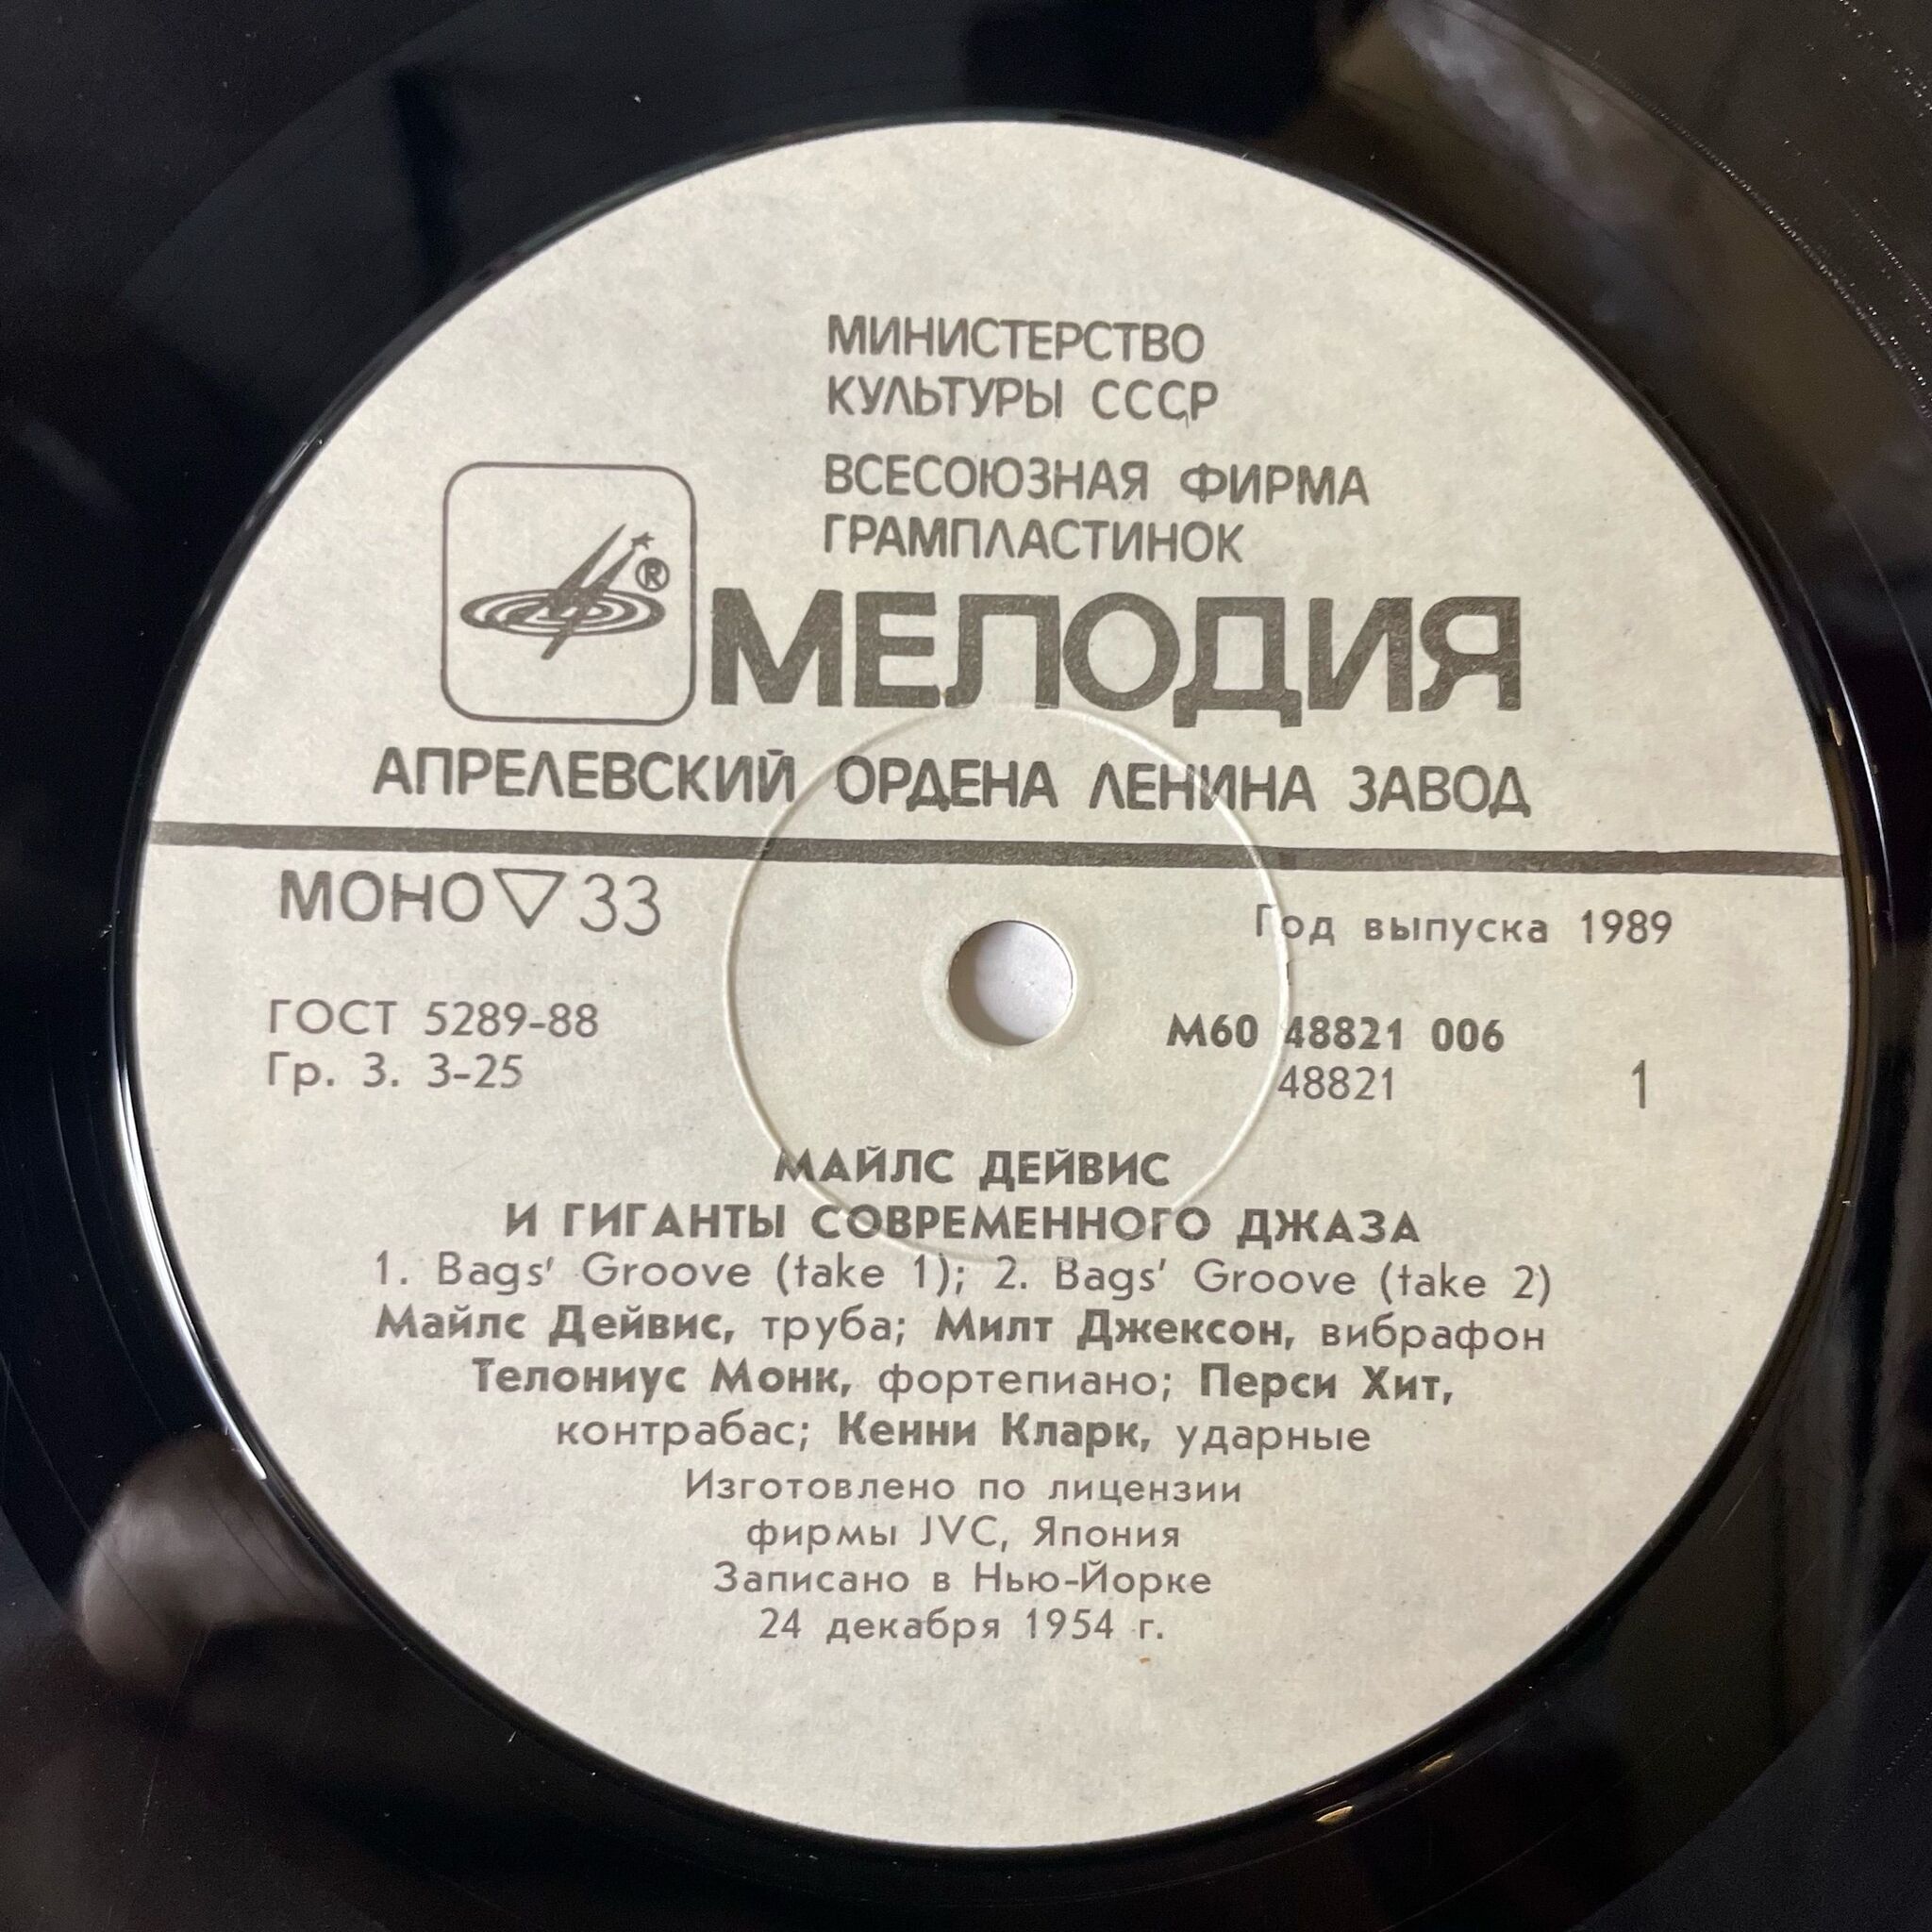 МИНИСТЕРСТВО
КУЛЬТУРЫ СССР
ВСЕСОЮЗНАЯ ФИРМА
ГРАМПЛАСТИНОК
®
МЕЛОДИЯ
АПРЕЛЕВСКИЙ ОРДЕНА ЛЕНИНА ЗАВОД
МОНО ▽ 33
Год выпуска 1989
ГОСТ 5289-88
Гр. 3. 3-25
М60 48821 006
48821
1
МАЙЛС ДЕЙВИС
И ГИГАНТЫ СОВРЕМЕННОГО ДЖАЗА
1. Bags' Groove (take 1); 2. Bags' Groove (take 2)
Майлс Дейвис, труба; Милт Джексон, вибрафон
Телониус Монк, фортепиано; Перси Хит,
контрабас; Кенни Кларк, ударные
Изготовлено по лицензии
фирмы JVC, Япония
Записано в Нью-Йорке
24 декабря 1954 г.